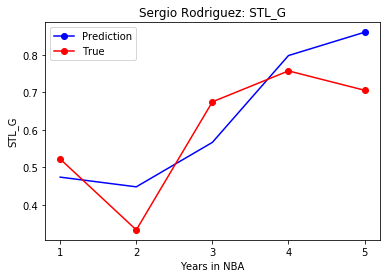 Sergio Rodriguez: STL_G
Prediction
True
0.8
0.7
0.6
0.5
0.4
STL_G
1 2 3 4 5
Years in NBA